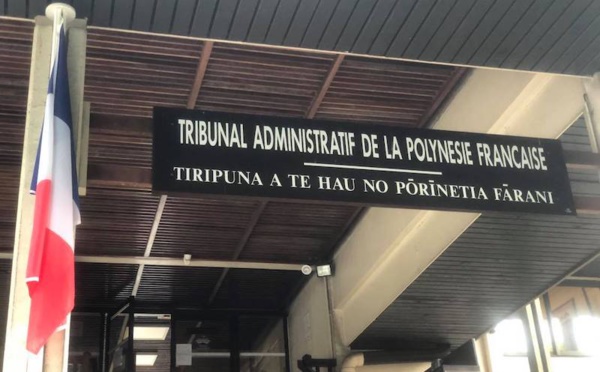 TRIBUNAL ADMINISTRATIF DE LA POLYNESIE FRANCAISE
TIRIPUNA A TE HAU NO PŌRĪNETIA FĀRANI